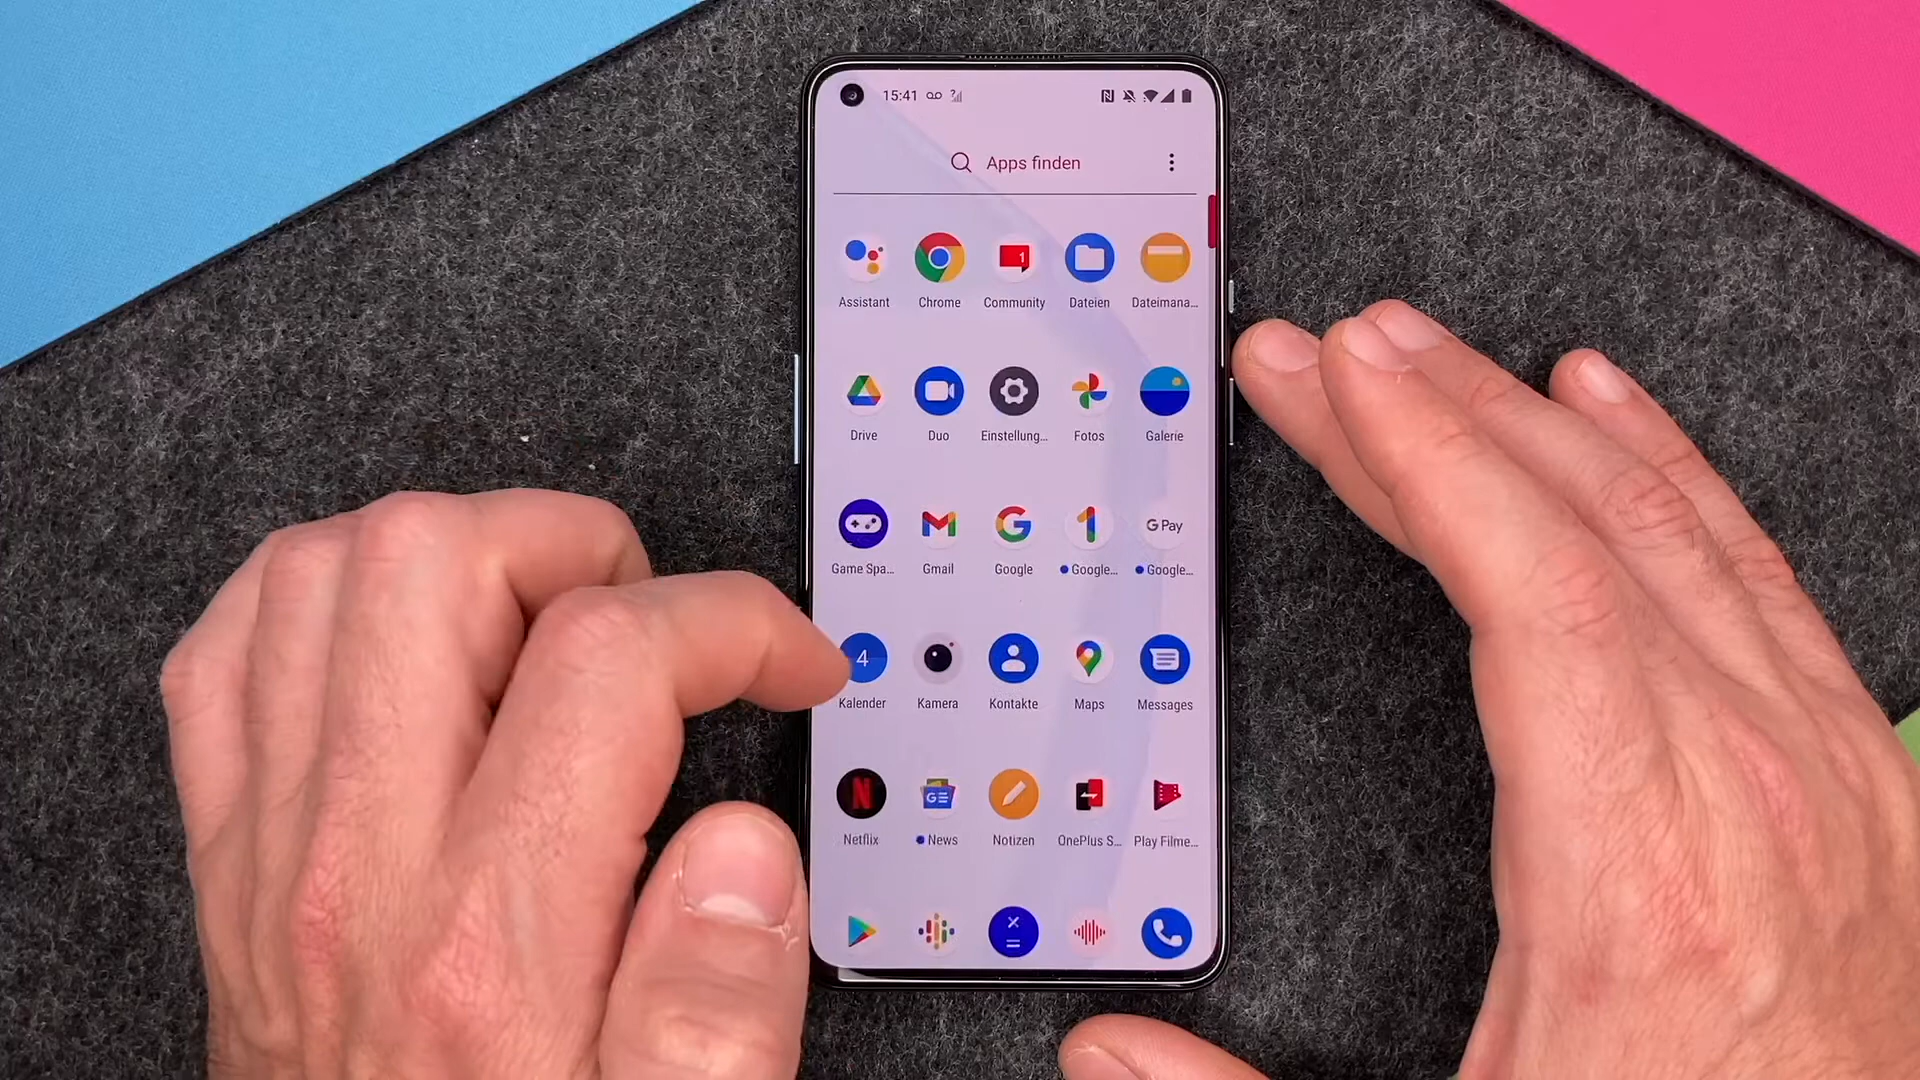 15:41
Apps finden
1
Assistant Chrome Community Dateien Dateimana...
Drive Duo Einstellung... Fotos Galerie
G Pay
Game Spa... Gmail Google Google... Google...
4
Kalender Kamera Kontakte Maps Messages
N GE
Netflix News Notizen OnePlus S... Play Filme...